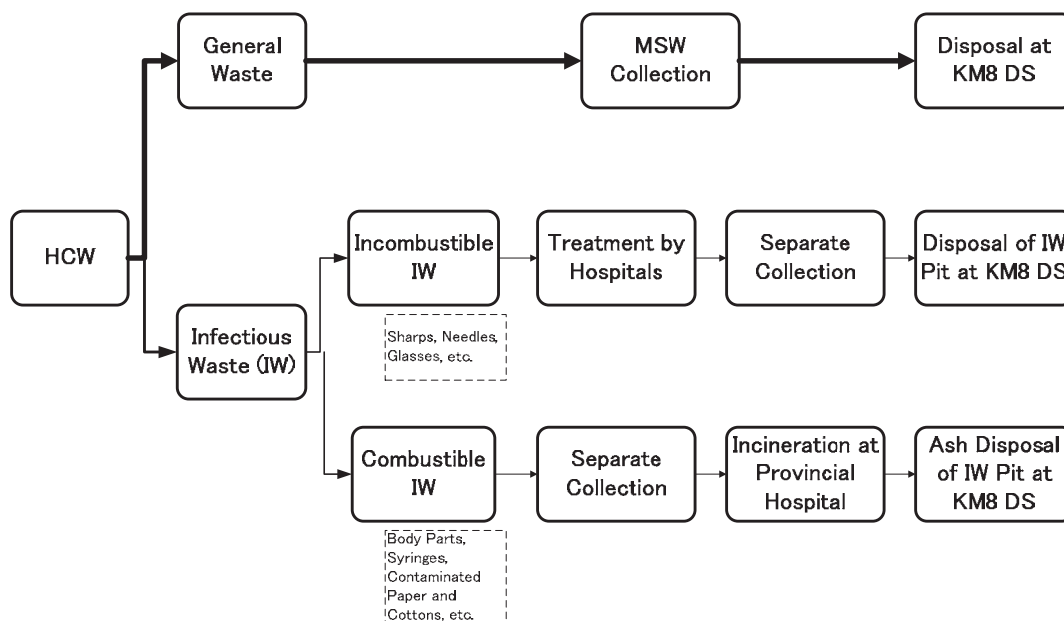 General
Waste
MSW
Collection
Disposal at
KM8 DS
HCW
Incombustible
IW
Treatment by
Hospitals
Separate
Collection
Disposal of IW
Pit at KM8 DS
Sharps, Needles,
Glasses, etc.
Infectious
Waste (IW)
Combustible
IW
Separate
Collection
Incineration at
Provincial
Hospital
Ash Disposal
of IW Pit at
KM8 DS
Body Parts,
Syringes,
Contaminated
Paper and
Cottons, etc.